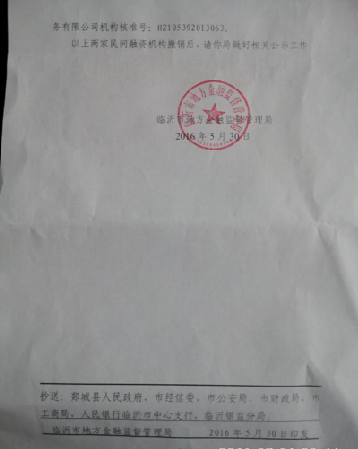 务有限公司机构核准号：H2195392613063。
以上两家民间融资机构撤销后，请你局做好相关公示工作
临沂市地方金融监督管理局
2016年5月30日
抄送：郯城县人民政府，市经信委，市公安局，市财政局，市
工商局，人民银行临沂市中心支行，临沂银监分局。
临沂市地方金融监督管理局 2016年5月30日印发